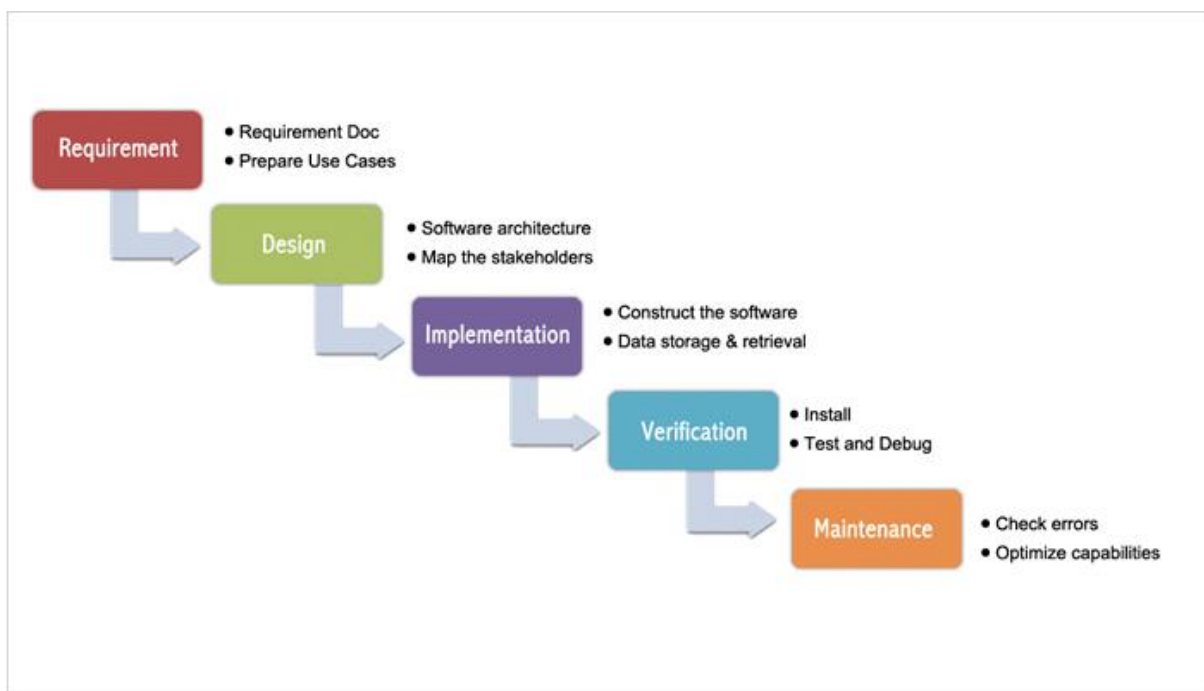 Requirement
• Requirement Doc
• Prepare Use Cases
Design
• Software architecture
• Map the stakeholders
Implementation
• Construct the software
• Data storage & retrieval
Verification
• Install
• Test and Debug
Maintenance
• Check errors
• Optimize capabilities